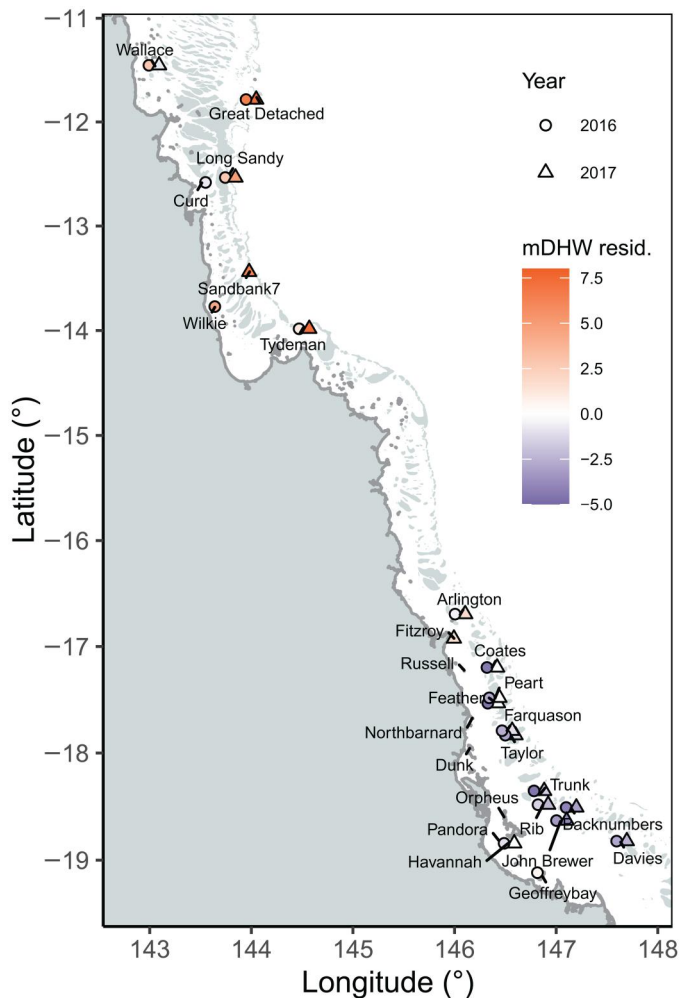 −11
Wallace
Great Detached
−12
Long Sandy
Curd
−13
Sandbank7
Wilkie
−14
Tydeman
−15
−16
Arlington
Fitzroy
−17
Coates
Russell
Peart
Feather
Farquason
Northbarnard
−18
Taylor
Dunk
Trunk
Orpheus
Pandora
Rib
Backnumbers
Havannah
John Brewer
Davies
−19
Geoffreybay
Latitude (°)
143 144 145 146 147 148
Longitude (°)
Year
2016
2017
mDHW resid.
7.5
5.0
2.5
0.0
−2.5
−5.0